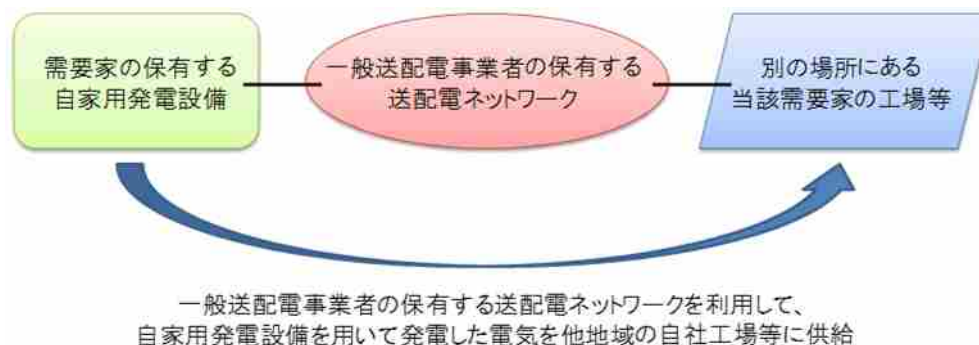 需要家の保有する
自家用発電設備
一般送配電事業者の保有する
送配電ネットワーク
別の場所にある
当該需要家の工場等
一般送配電事業者の保有する送配電ネットワークを利用して、
自家用発電設備を用いて発電した電気を他地域の自社工場等に供給